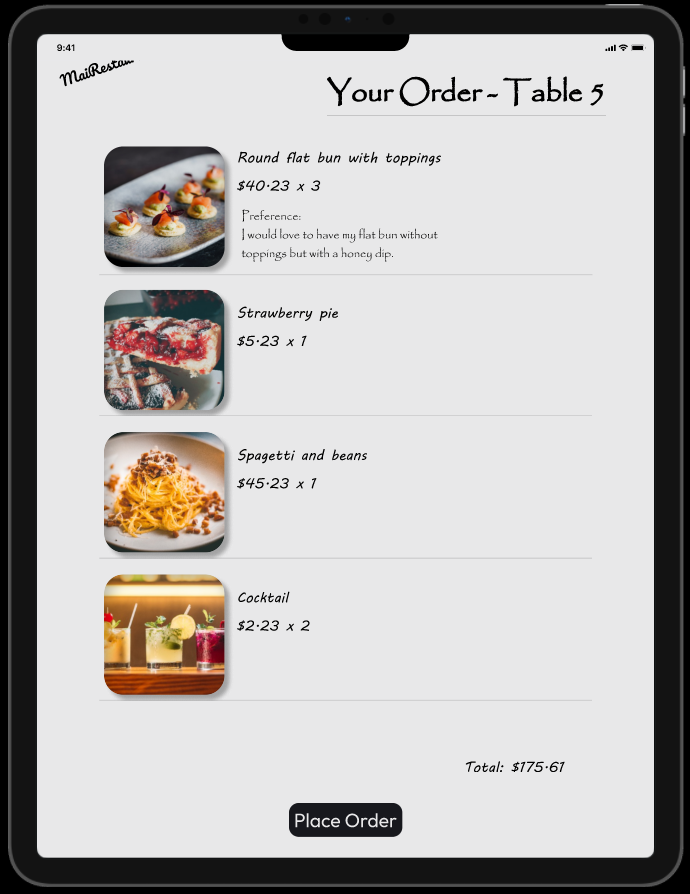 9:41
Your Order - Table 5
Round flat bun with toppings
$40.23 x 3
Preference:
I would love to have my flat bun without
toppings but with a honey dip.
Strawberry pie
$5.23 x 1
Spagetti and beans
$45.23 x 1
Cocktail
$2.23 x 2
Total: $175.61
Place Order